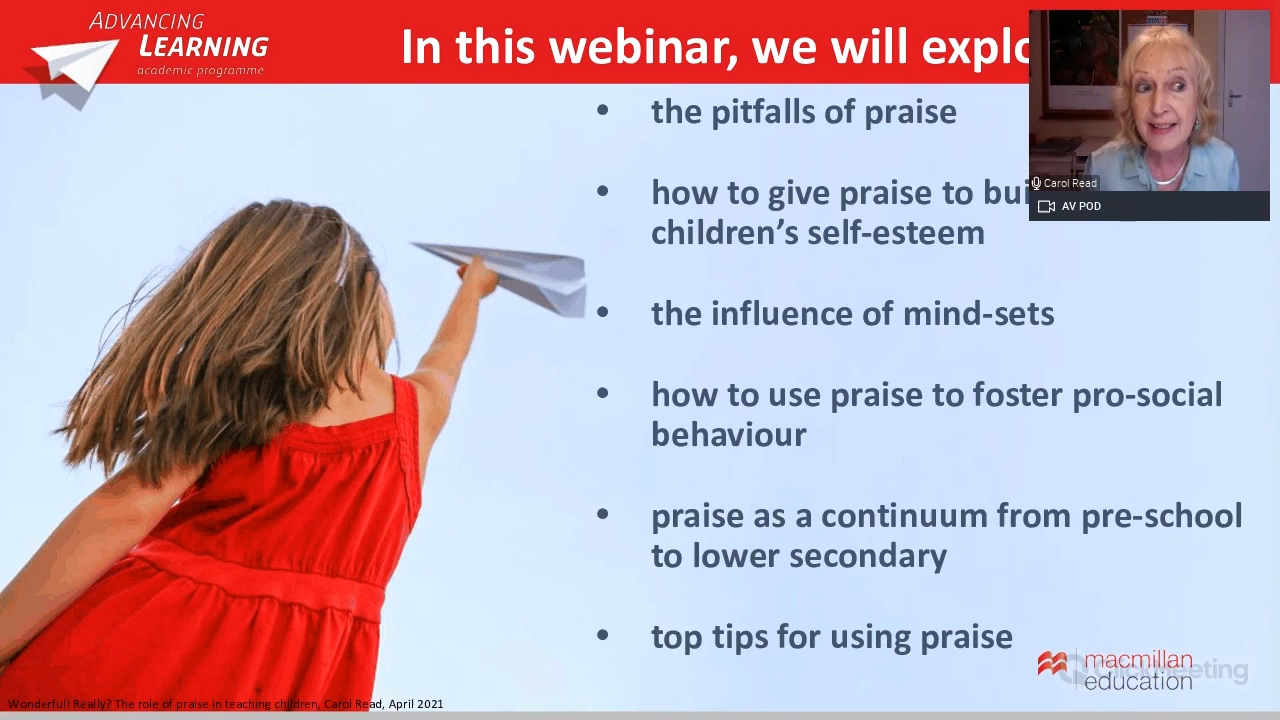 ADVANCING
LEARNING
academic programme
In this webinar, we will explo
• the pitfalls of praise
• how to give praise to bui
children's self-esteem
• the influence of mind-sets
• how to use praise to foster pro-social
behaviour
• praise as a continuum from pre-school
to lower secondary
• top tips for using praise
Carol Read
AV POD
macmillan
education
ClickMeeting
Wonderful! Really? The role of praise in teaching children, Carol Read, April 2021